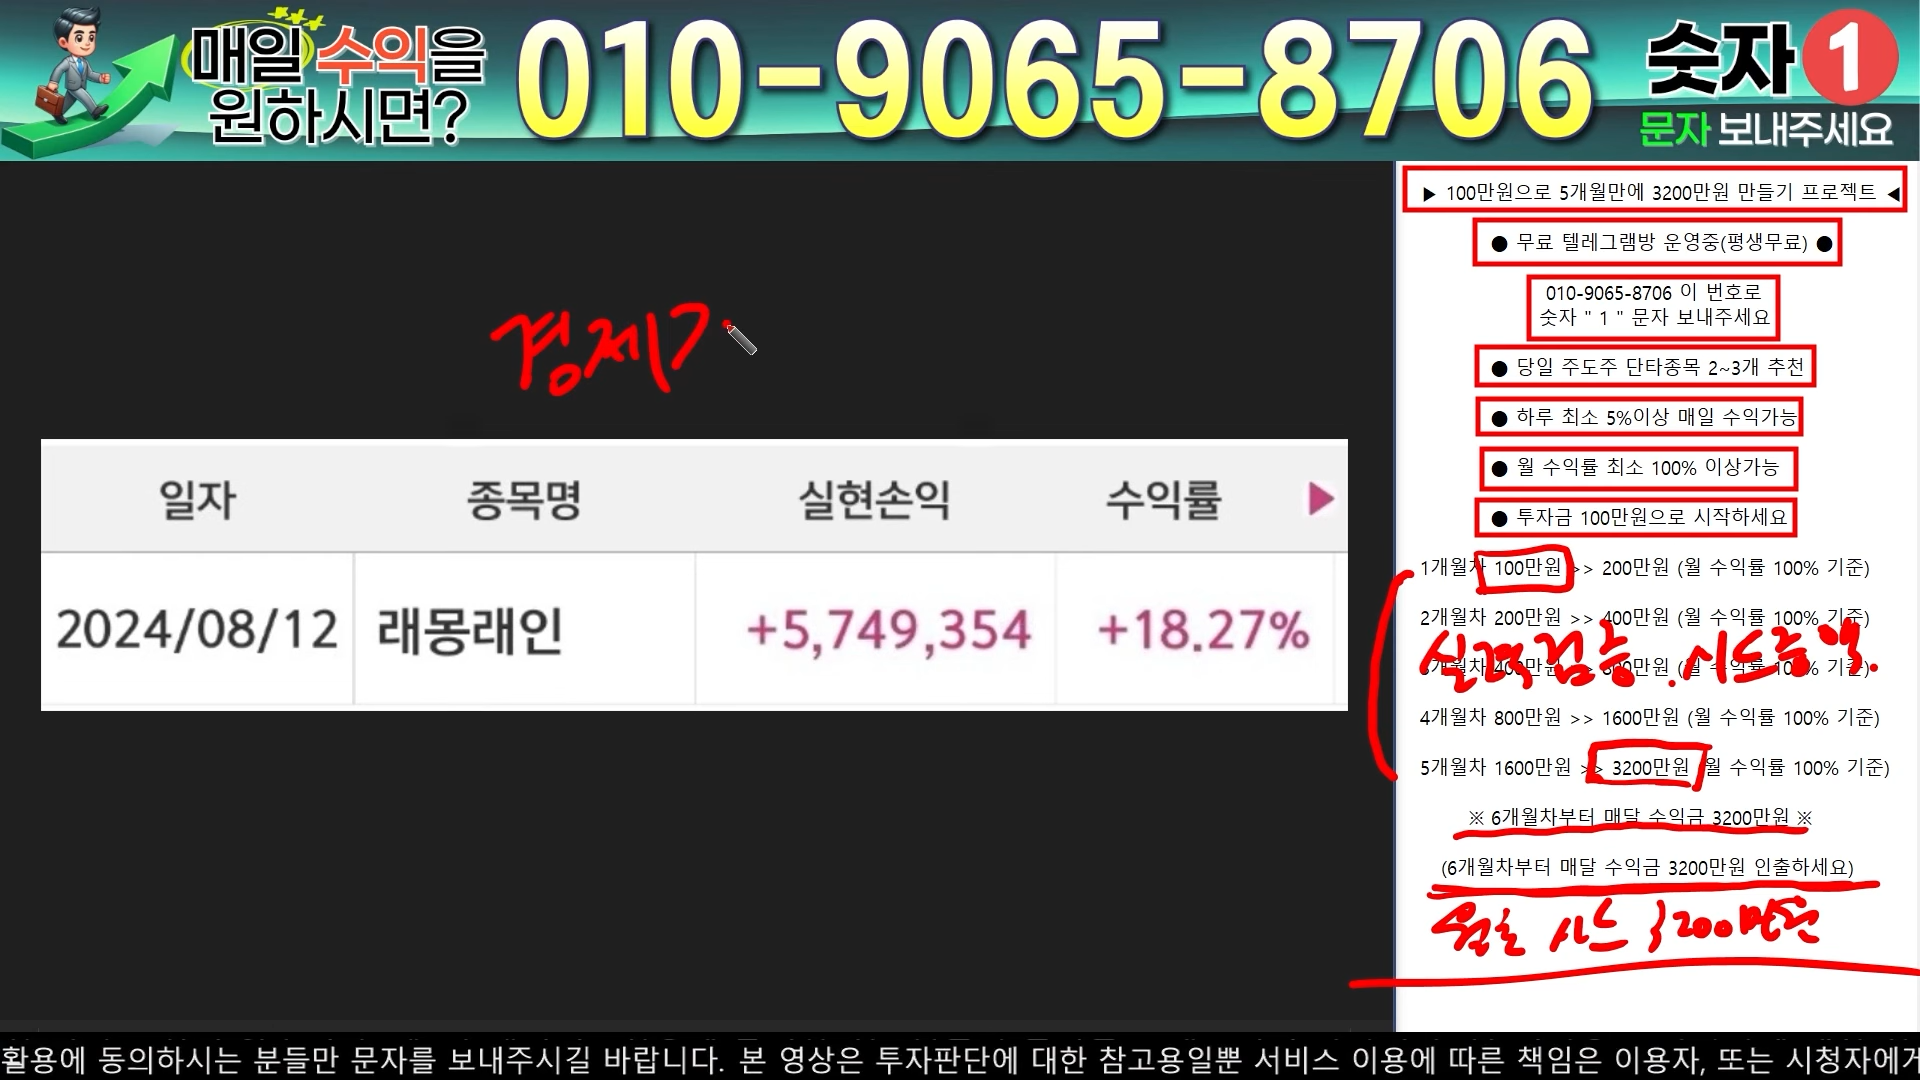 매일 수익을
원하시면?
010-9065-8706
숫자 1
문자 보내주세요
▶ 100만원으로 5개월만에 3200만원 만들기 프로젝트 ◀
● 무료 텔레그램방 운영중(평생무료) ●
010-9065-8706 이 번호로
숫자 " 1 " 문자 보내주세요
● 당일 주도주 단타종목 2~3개 추천
● 하루 최소 5%이상 매일 수익가능
● 월 수익률 최소 100% 이상가능
● 투자금 100만원으로 시작하세요
1개월차 100만원 >> 200만원 (월 수익률 100% 기준)
2개월차 200만원 >> 400만원 (월 수익률 100% 기준)
실력검증. 시드증액.
4개월차 800만원 >> 1600만원 (월 수익률 100% 기준)
5개월차 1600만원 >> 3200만원 (월 수익률 100% 기준)
※ 6개월차부터 매달 수익금 3200만원 ※
(6개월차부터 매달 수익금 3200만원 인출하세요)
시드 3200만원
경제
일자 종목명 실현손익 수익률 ▶
2024/08/12 래몽래인 +5,749,354 +18.27%
활용에 동의하시는 분들만 문자를 보내주시길 바랍니다. 본 영상은 투자판단에 대한 참고용일뿐 서비스 이용에 따른 책임은 이용자, 또는 시청자에게